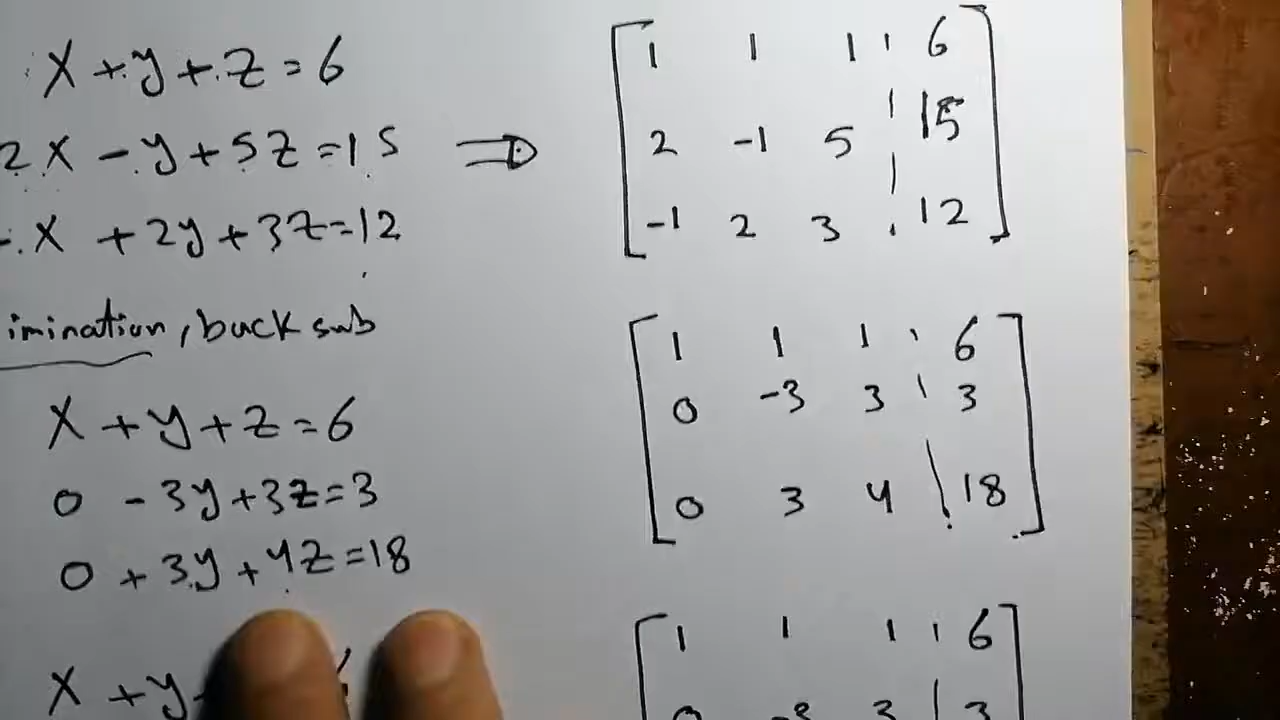 x + y + z = 6
2x - y + 5z = 15
-x + 2y + 3z = 12
imination, back sub
x + y + z = 6
0 - 3y + 3z = 3
0 + 3y + 4z = 18
x + y
1 1 1 6
2 -1 5 15
-1 2 3 12
1 1 1 6
0 -3 3 3
0 3 4 18
1 1 1 6
0 -3 3 3